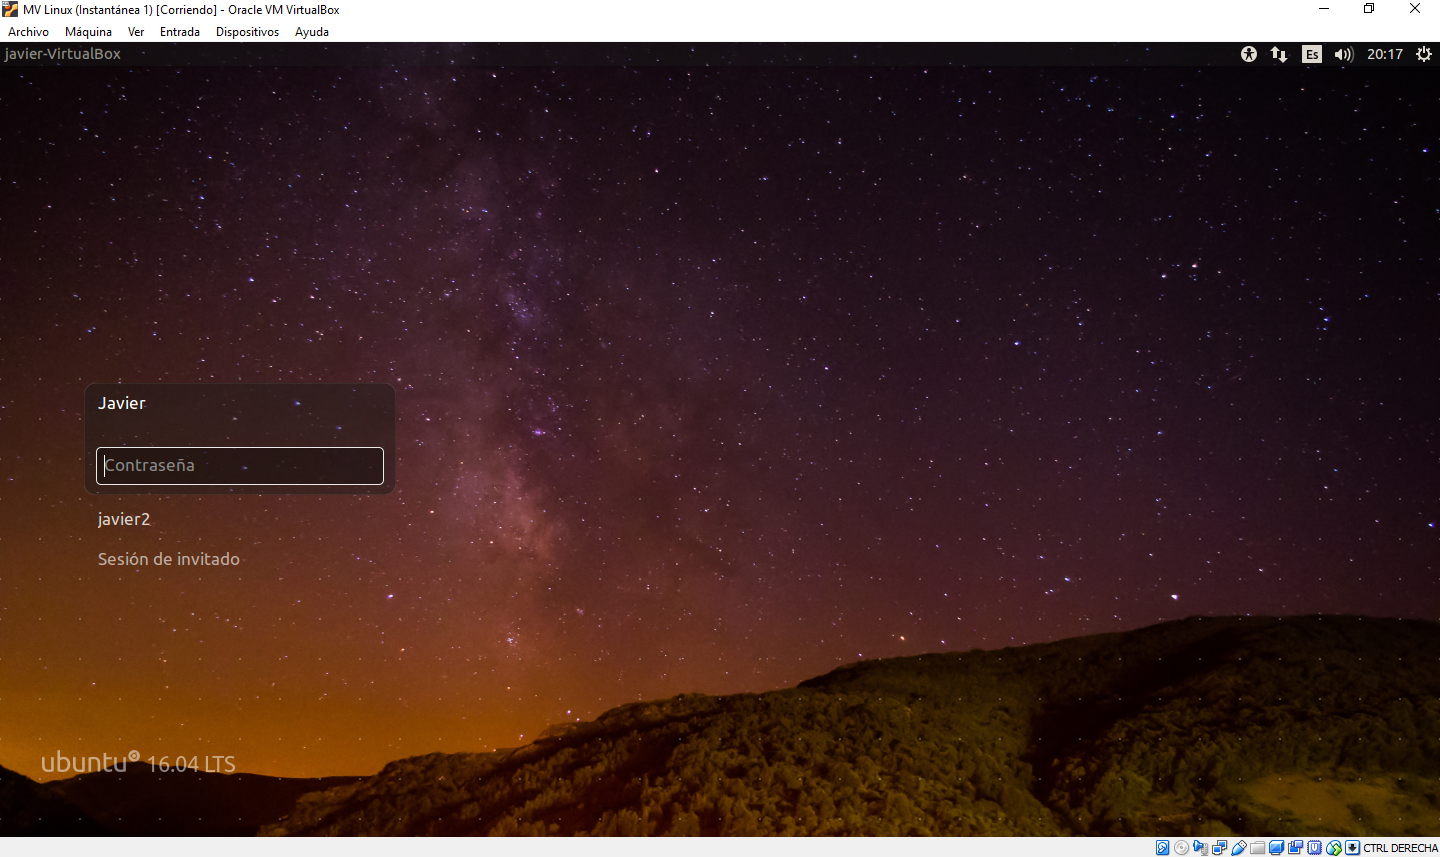 MV Linux (Instantánea 1) [Corriendo] - Oracle VM VirtualBox
Archivo Máquina Ver Entrada Dispositivos Ayuda
javier-VirtualBox Es 20:17
Javier
Contraseña
javier2
Sesión de invitado
ubuntu 16.04 LTS
CTRL DERECHA